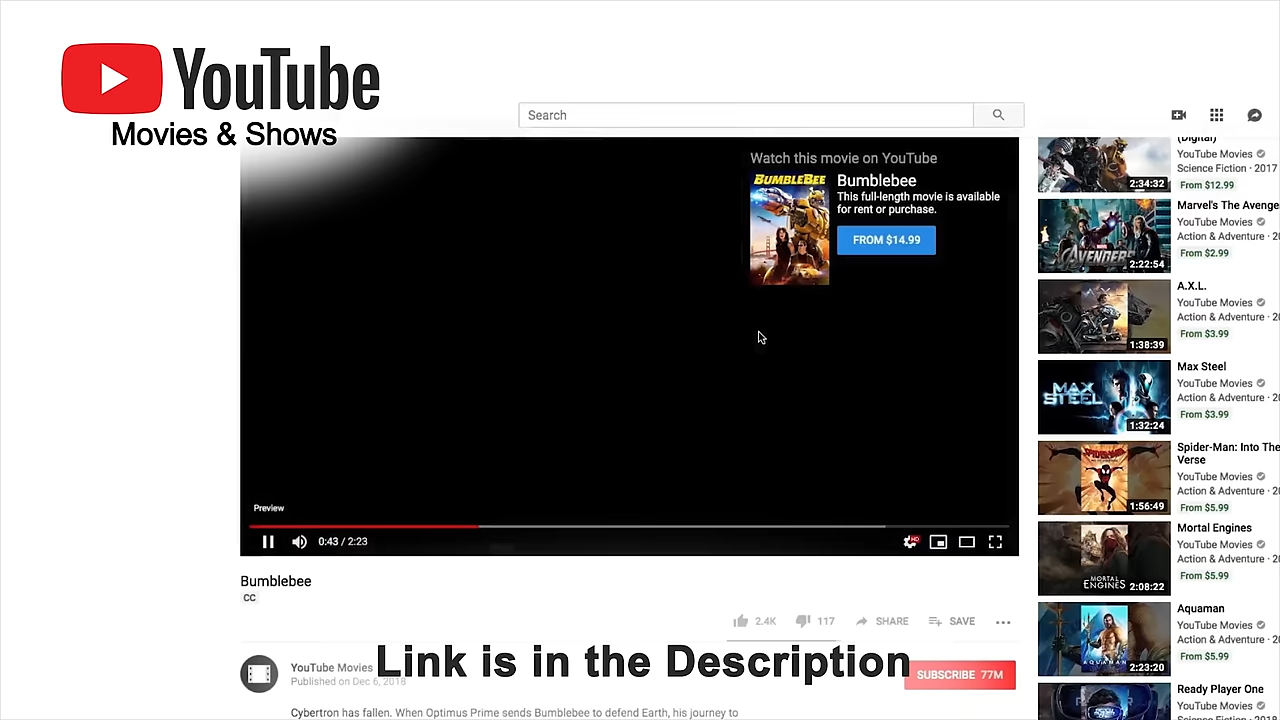 YouTube
Movies & Shows
Search
Watch this movie on YouTube
BUMBLEBEE
Bumblebee
This full-length movie is available
for rent or purchase.
FROM $14.99
Preview
0:43 / 2:23
HD
Bumblebee
CC
2.4K
117
SHARE
SAVE
YouTube Movies
Published on Dec 6, 2018
Link is in the Description
SUBSCRIBE 77M
Cybertron has fallen. When Optimus Prime sends Bumblebee to defend Earth, his journey to
(Digital)
YouTube Movies
Science Fiction · 2017
From $12.99
2:34:32
Marvel's The Avenge
YouTube Movies
Action & Adventure · 20
From $2.99
AVENGERS
2:22:54
A.X.L.
YouTube Movies
Action & Adventure · 20
From $3.99
1:38:39
Max Steel
YouTube Movies
Action & Adventure · 20
From $3.99
MAX
STEEL
1:32:24
Spider-Man: Into The
Verse
YouTube Movies
Action & Adventure · 20
From $5.99
1:56:49
Mortal Engines
YouTube Movies
Action & Adventure · 20
From $5.99
MORTAL
ENGINES
2:08:22
Aquaman
YouTube Movies
Action & Adventure · 20
From $5.99
AQUAMAN
2:23:20
Ready Player One
YouTube Movies
Science Fiction · 20